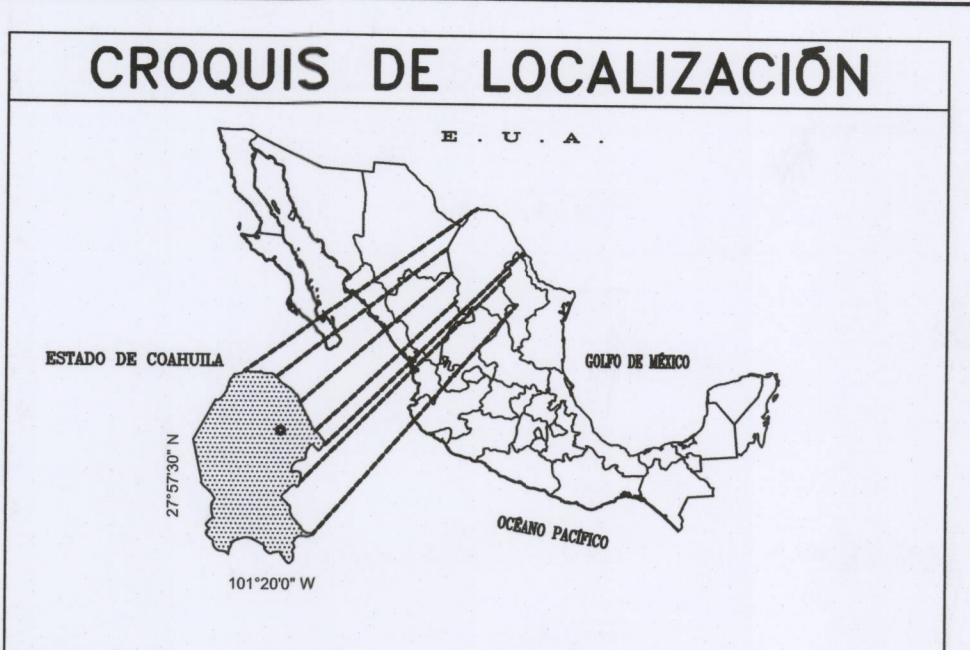 CROQUIS DE LOCALIZACIÓN
E . U . A .
ESTADO DE COAHUILA
GOLFO DE MÉXICO
27°57'30" N
OCÉANO PACÍFICO
101°20'0" W